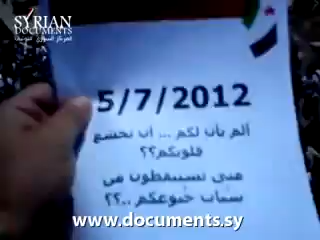 SYRIAN
DOCUMENTS
5/7/2012
ألم يأن لكم ... أن تخشع
قلوبكم؟؟
متى تستيقظون من
سبات خنوعكم ..؟؟
www.documents.sy